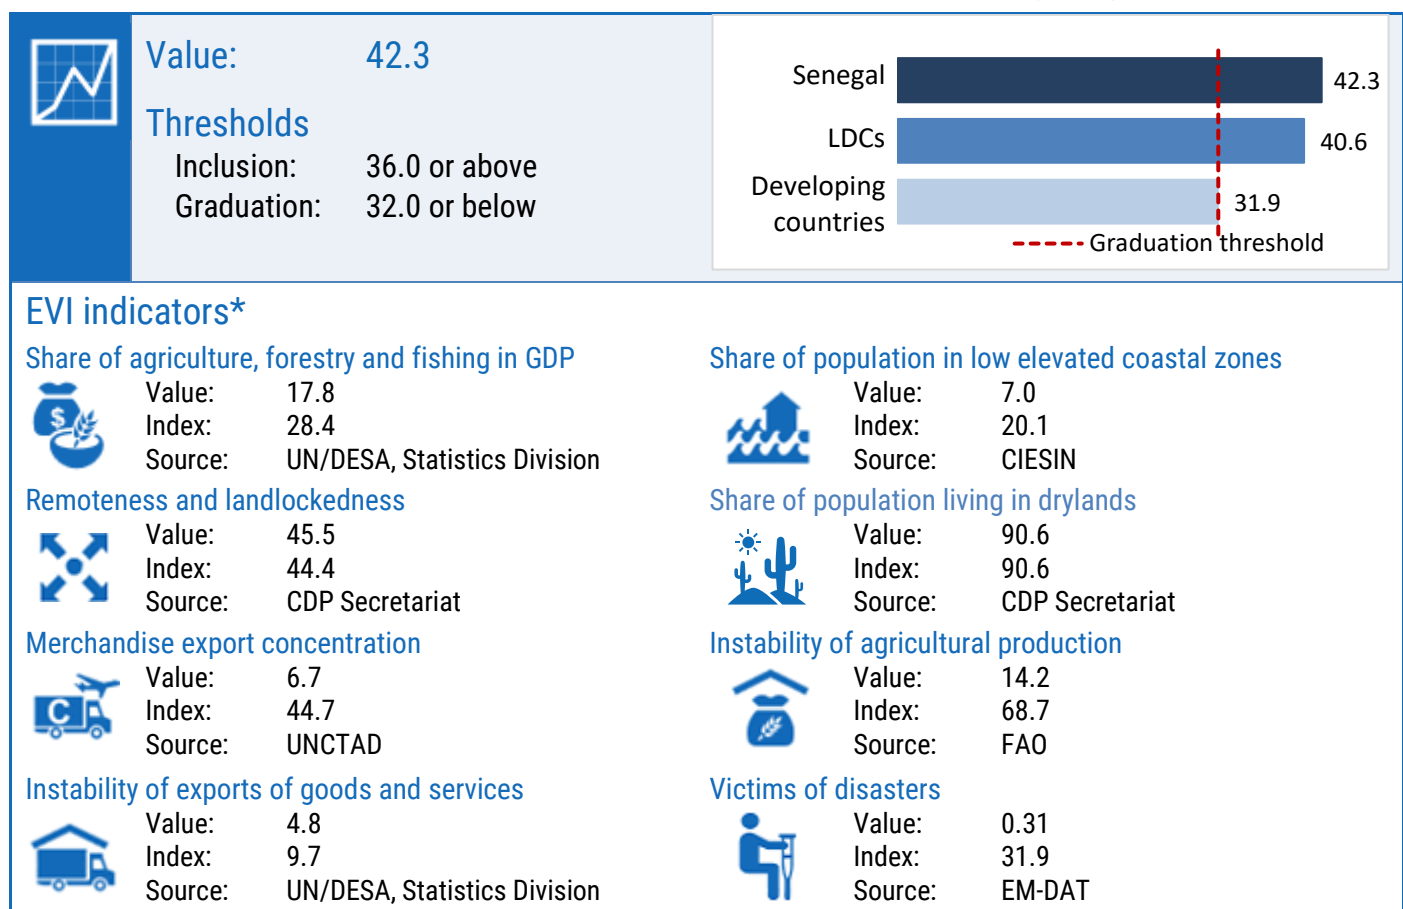 Value: 42.3
Thresholds
Inclusion: 36.0 or above
Graduation: 32.0 or below
Senegal 42.3
LDCs 40.6
Developing
countries 31.9
Graduation threshold
EVI indicators*
Share of agriculture, forestry and fishing in GDP
$
Value: 17.8
Index: 28.4
Source: UN/DESA, Statistics Division
Share of population in low elevated coastal zones
Value: 7.0
Index: 20.1
Source: CIESIN
Remoteness and landlockedness
Value: 45.5
Index: 44.4
Source: CDP Secretariat
Share of population living in drylands
Value: 90.6
Index: 90.6
Source: CDP Secretariat
Merchandise export concentration
C
Value: 6.7
Index: 44.7
Source: UNCTAD
Instability of agricultural production
Value: 14.2
Index: 68.7
Source: FAO
Instability of exports of goods and services
Value: 4.8
Index: 9.7
Source: UN/DESA, Statistics Division
Victims of disasters
Value: 0.31
Index: 31.9
Source: EM-DAT